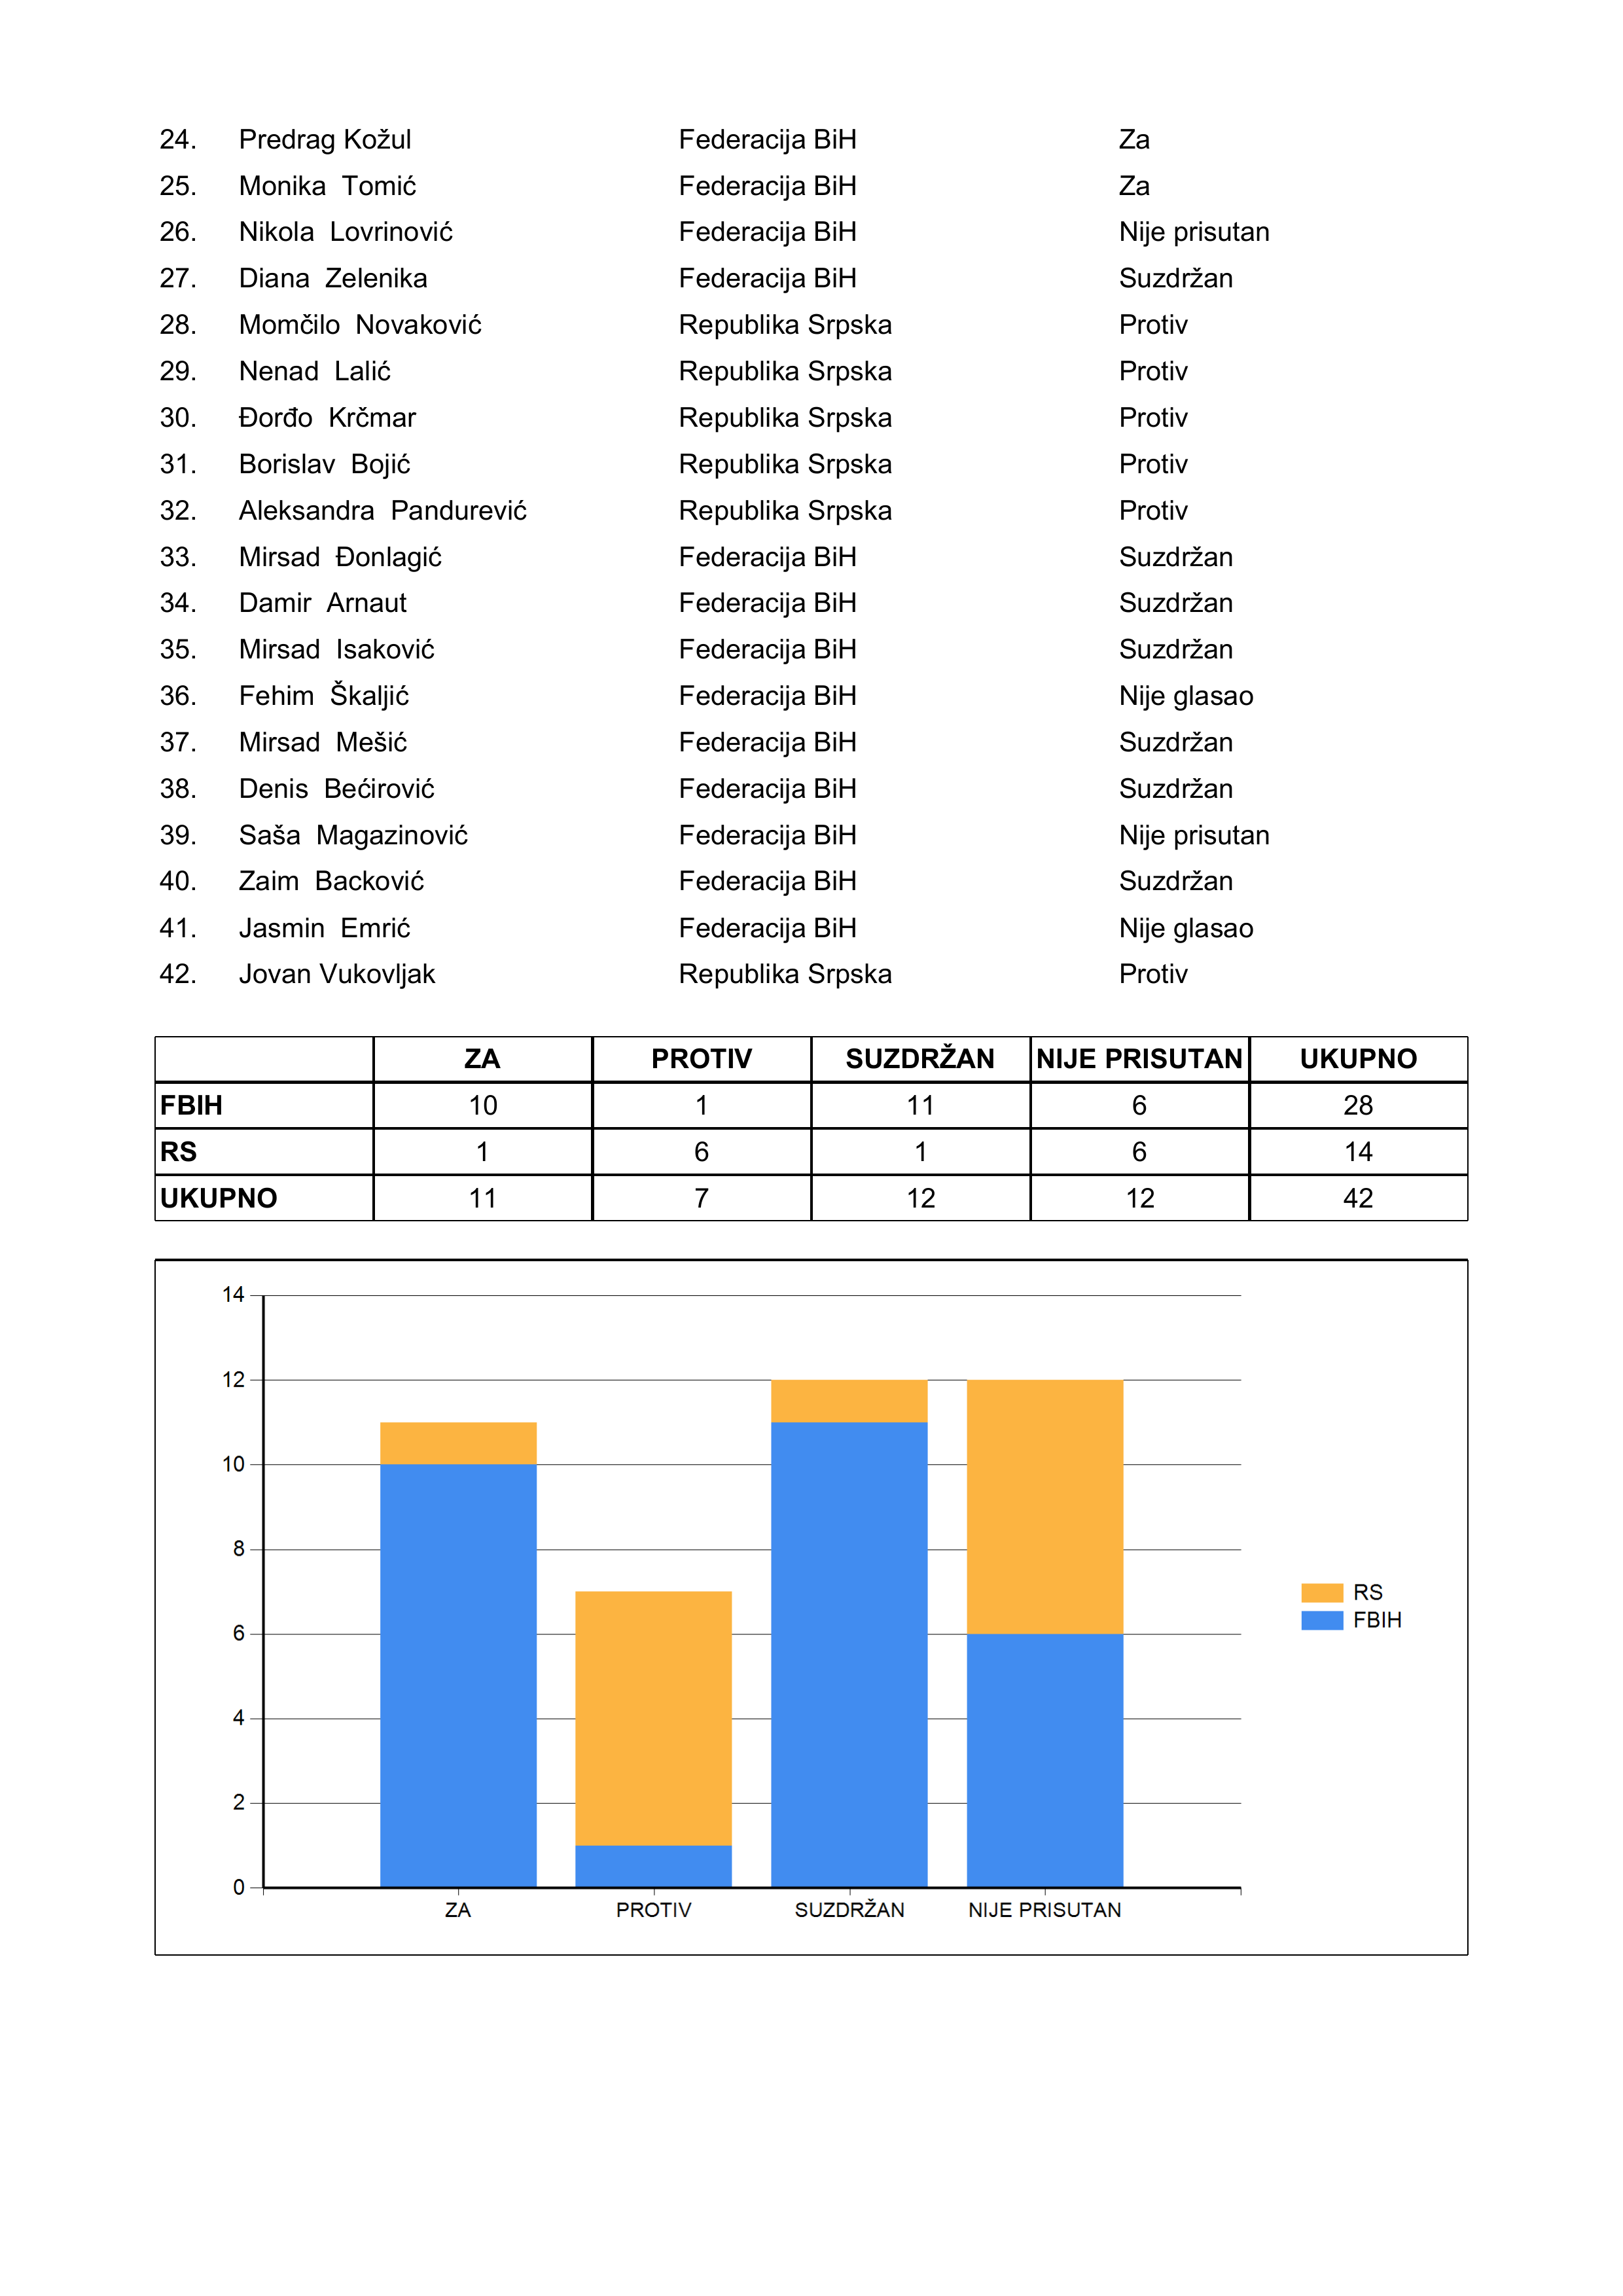 24. Predrag Kožul Federacija BiH Za
25. Monika Tomić Federacija BiH Za
26. Nikola Lovrinović Federacija BiH Nije prisutan
27. Diana Zelenika Federacija BiH Suzdržan
28. Momčilo Novaković Republika Srpska Protiv
29. Nenad Lalić Republika Srpska Protiv
30. Đorđo Krčmar Republika Srpska Protiv
31. Borislav Bojić Republika Srpska Protiv
32. Aleksandra Pandurević Republika Srpska Protiv
33. Mirsad Đonlagić Federacija BiH Suzdržan
34. Damir Arnaut Federacija BiH Suzdržan
35. Mirsad Isaković Federacija BiH Suzdržan
36. Fehim Škaljić Federacija BiH Nije glasao
37. Mirsad Mešić Federacija BiH Suzdržan
38. Denis Bećirović Federacija BiH Suzdržan
39. Saša Magazinović Federacija BiH Nije prisutan
40. Zaim Backović Federacija BiH Suzdržan
41. Jasmin Emrić Federacija BiH Nije glasao
42. Jovan Vukovljak Republika Srpska Protiv
ZA PROTIV SUZDRŽAN NIJE PRISUTAN UKUPNO
FBIH 10 1 11 6 28
RS 1 6 1 6 14
UKUPNO 11 7 12 12 42
14
12
10
8
6
4
2
0
ZA PROTIV SUZDRŽAN NIJE PRISUTAN
RS
FBIH